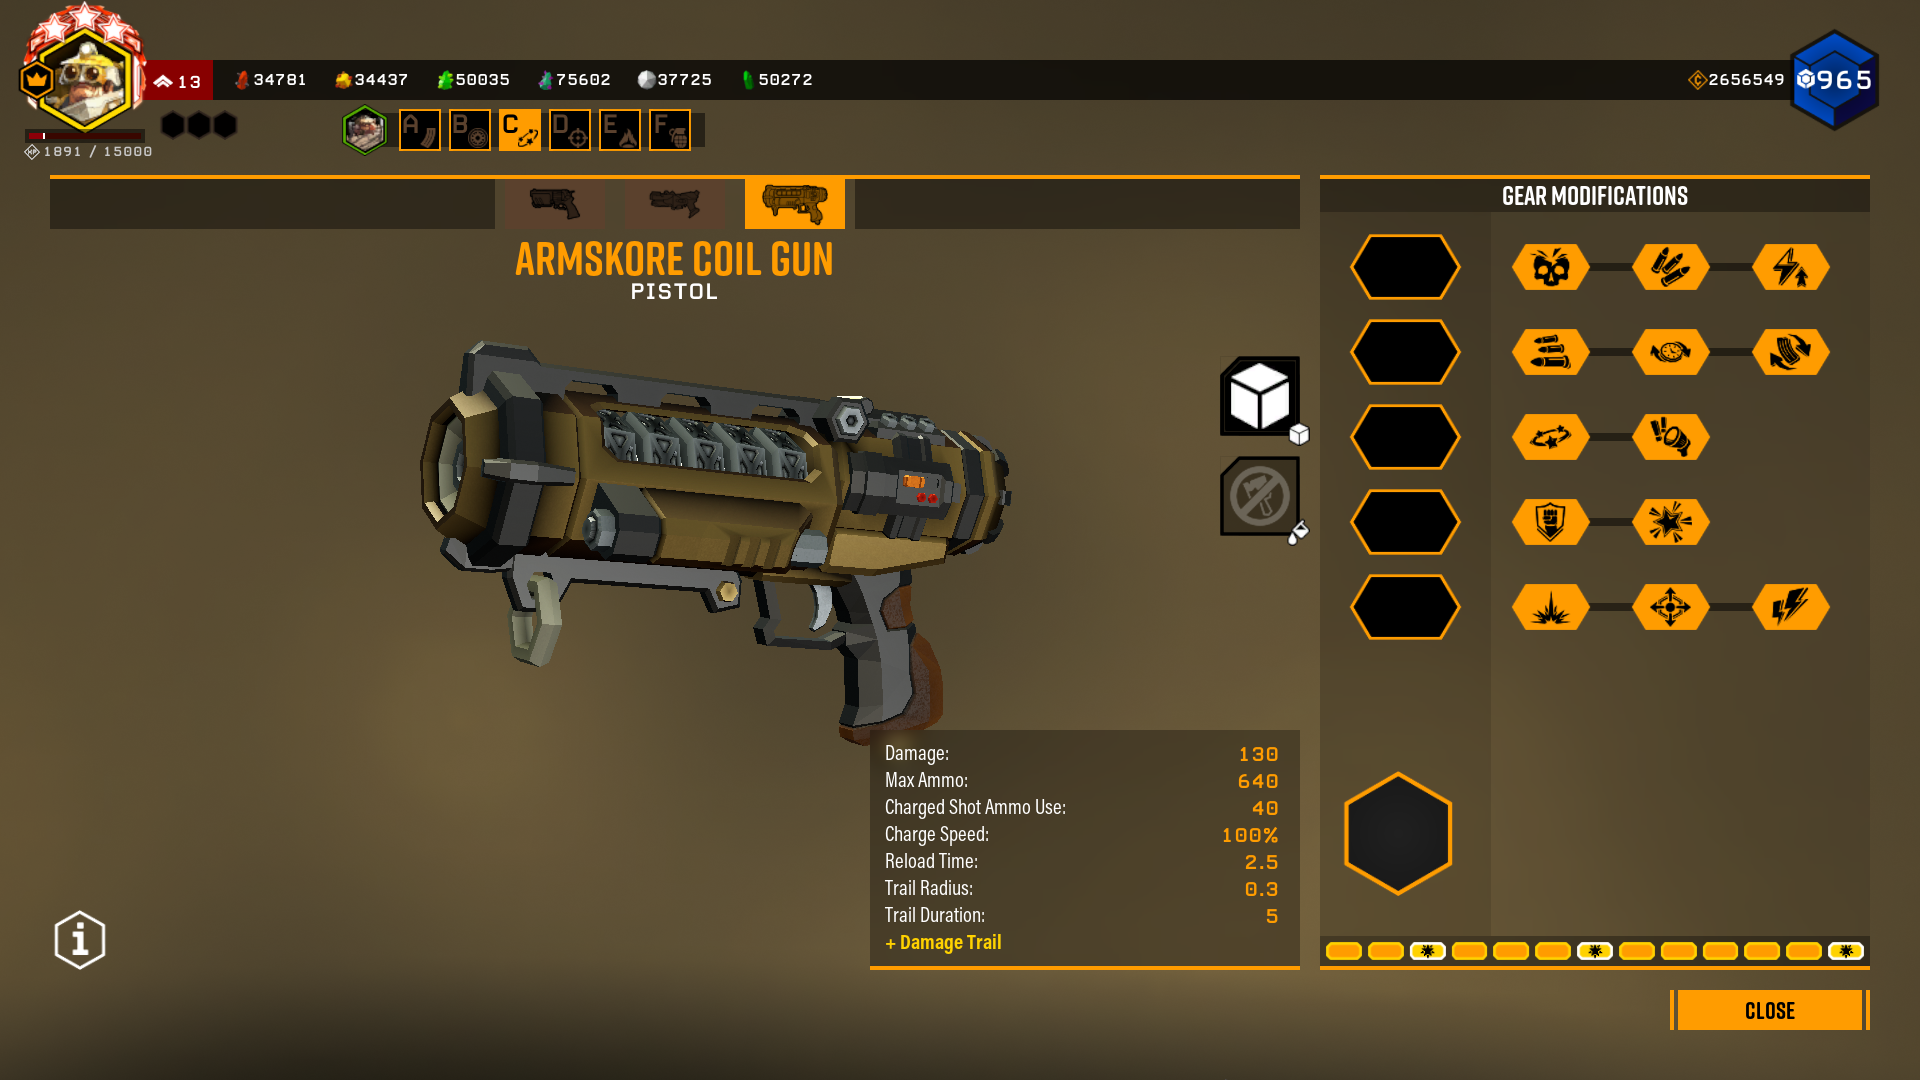 13
34781
34437
50035
75602
37725
50272
2656549
965
1891 / 15000
A
B
C
D
E
F
GEAR MODIFICATIONS
ARMSKORE COIL GUN
PISTOL
Damage: 130
Max Ammo: 640
Charged Shot Ammo Use: 40
Charge Speed: 100%
Reload Time: 2.5
Trail Radius: 0.3
Trail Duration: 5
+ Damage Trail
CLOSE